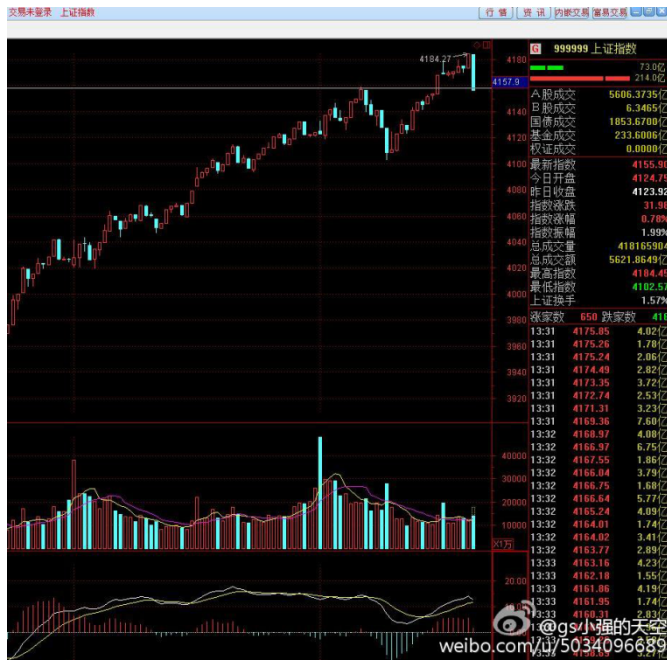 交易未登录 上证指数
行情 资讯 内嵌交易 富易交易
G 999999 上证指数
73.0亿
214.0亿
A股成交 5606.3735亿
B股成交 6.3465亿
国债成交 1853.6700亿
基金成交 233.6006亿
权证成交 0.0000亿
最新指数 4155.90
今日开盘 4124.75
昨日收盘 4123.92
指数涨跌 31.98
指数涨幅 0.78%
指数振幅 1.99%
总成交量 418165984
总成交额 5621.8649亿
最高指数 4184.45
最低指数 4102.57
上证换手 1.57%
涨家数 650 跌家数 416
13:31 4175.85 4.02亿
13:31 4175.26 1.78亿
13:31 4175.24 2.06亿
13:31 4174.49 2.82亿
13:31 4173.35 3.72亿
13:31 4172.74 2.53亿
13:31 4171.31 3.23亿
13:31 4169.36 7.60亿
13:32 4168.97 4.08亿
13:32 4166.97 6.75亿
13:32 4167.55 1.86亿
13:32 4166.04 3.79亿
13:32 4166.75 1.68亿
13:32 4166.64 5.77亿
13:32 4165.24 4.09亿
13:32 4164.01 1.74亿
13:32 4164.02 3.41亿
13:32 4163.77 2.89亿
13:33 4163.16 4.23亿
13:33 4162.18 1.55亿
13:33 4161.86 4.19亿
13:33 4161.95 1.74亿
13:33 4160.31 2.83亿
4184.27
4180
4157.9
4140
4120
4100
4080
4060
4040
4020
4000
3980
3960
3940
3920
40000
30000
20000
10000
X1万
20.00
10.00
0.00
@gs小强的天空
weibo.com/u/5034096689